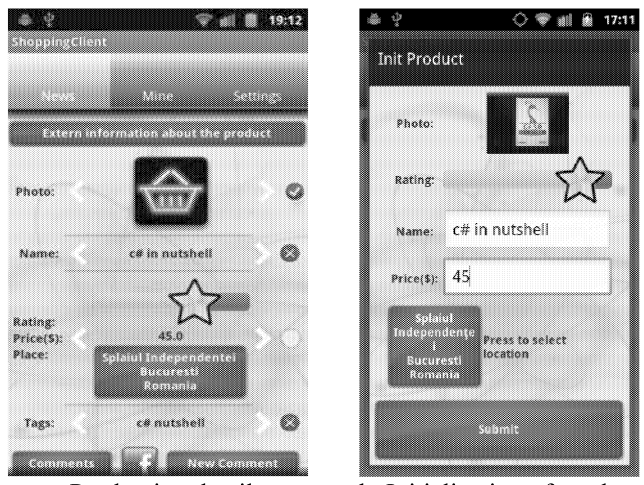 19:12
ShoppingClient
News Mine Settings
Extern information about the product
Photo:
Name: c# in nutshell
Rating:
Price($): 45.0
Place: Splaiul Independentei
Bucuresti
Romania
Tags: c# nutshell
Comments f New Comment
17:11
Init Product
Photo:
Rating:
Name: c# in nutshell
Price($): 45
Splaiul
Independenţe
i
Bucuresti
Romania
Press to select
location
Submit